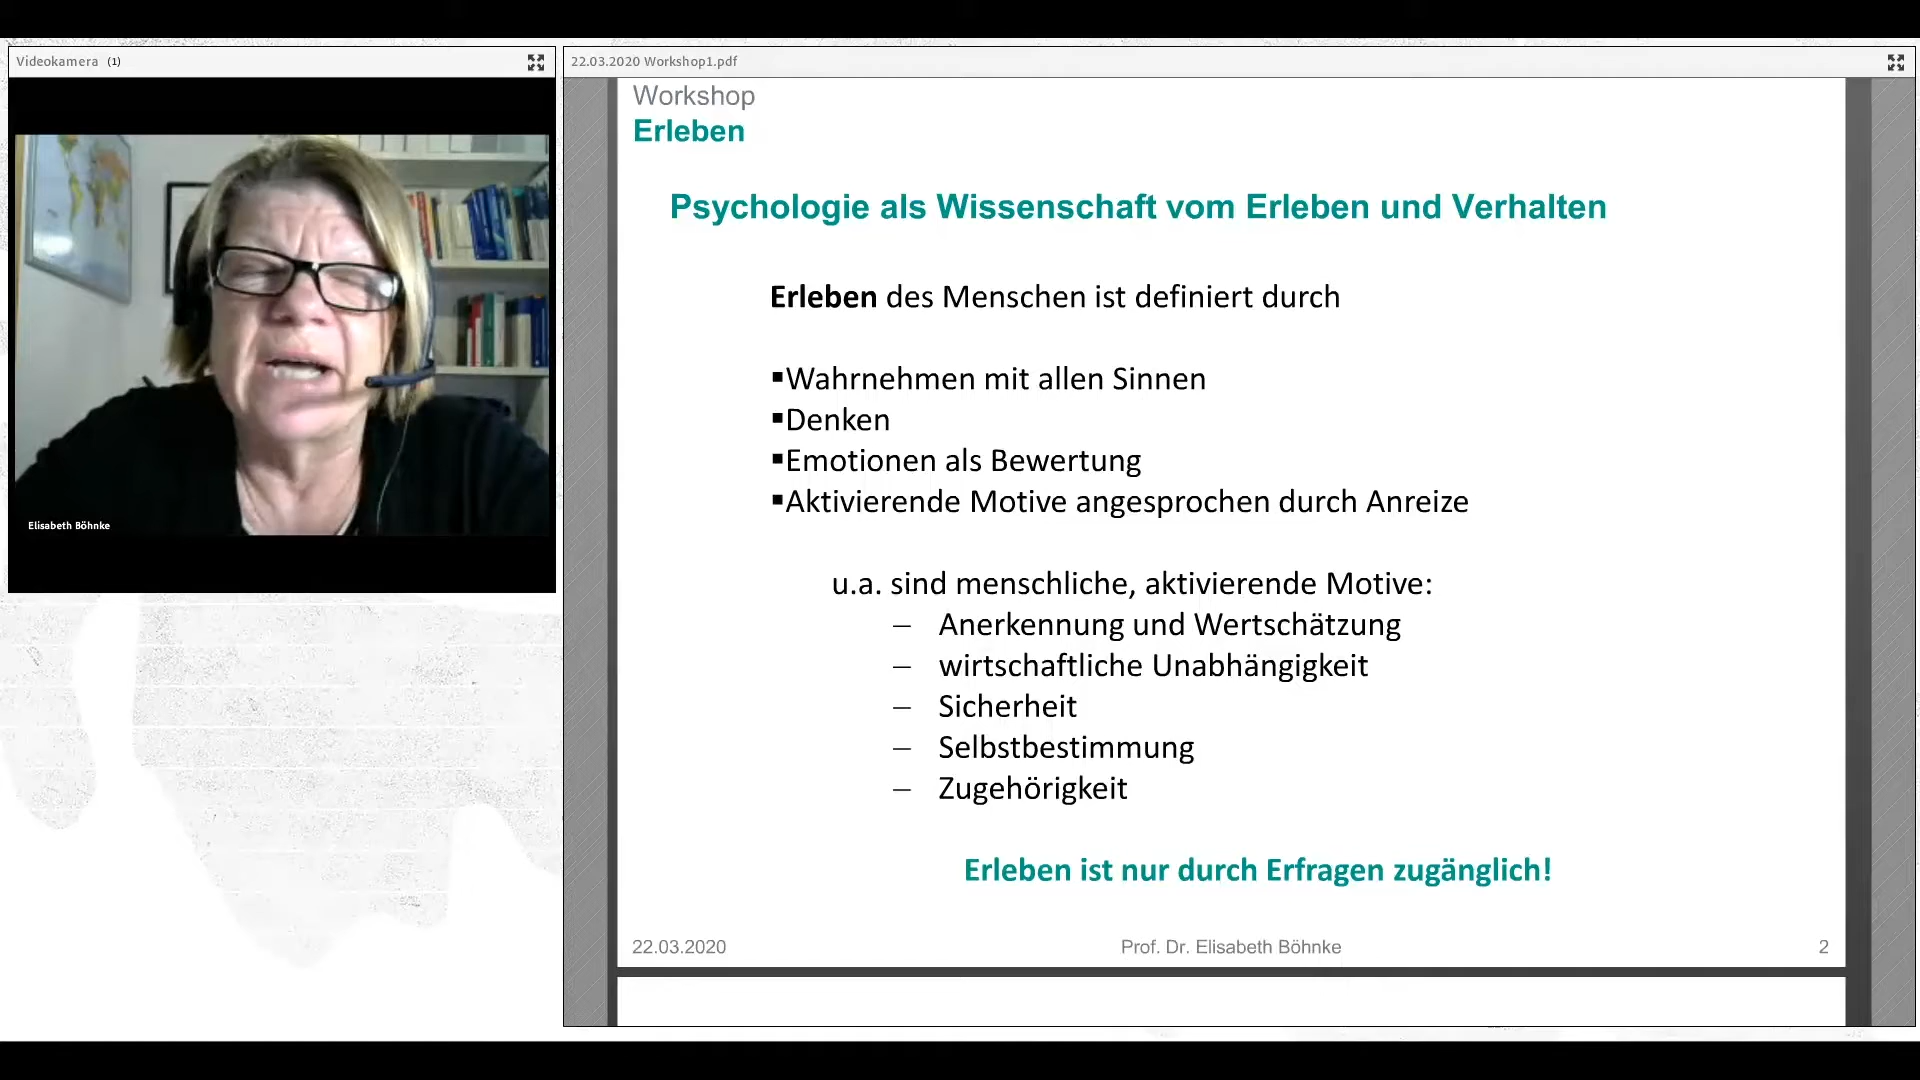 Videokamera (1)
Elisabeth Böhnke
22.03.2020 Workshop1.pdf
Workshop
Erleben
Psychologie als Wissenschaft vom Erleben und Verhalten
Erleben des Menschen ist definiert durch
▪Wahrnehmen mit allen Sinnen
▪Denken
▪Emotionen als Bewertung
▪Aktivierende Motive angesprochen durch Anreize
u.a. sind menschliche, aktivierende Motive:
– Anerkennung und Wertschätzung
– wirtschaftliche Unabhängigkeit
– Sicherheit
– Selbstbestimmung
– Zugehörigkeit
Erleben ist nur durch Erfragen zugänglich!
22.03.2020 Prof. Dr. Elisabeth Böhnke 2